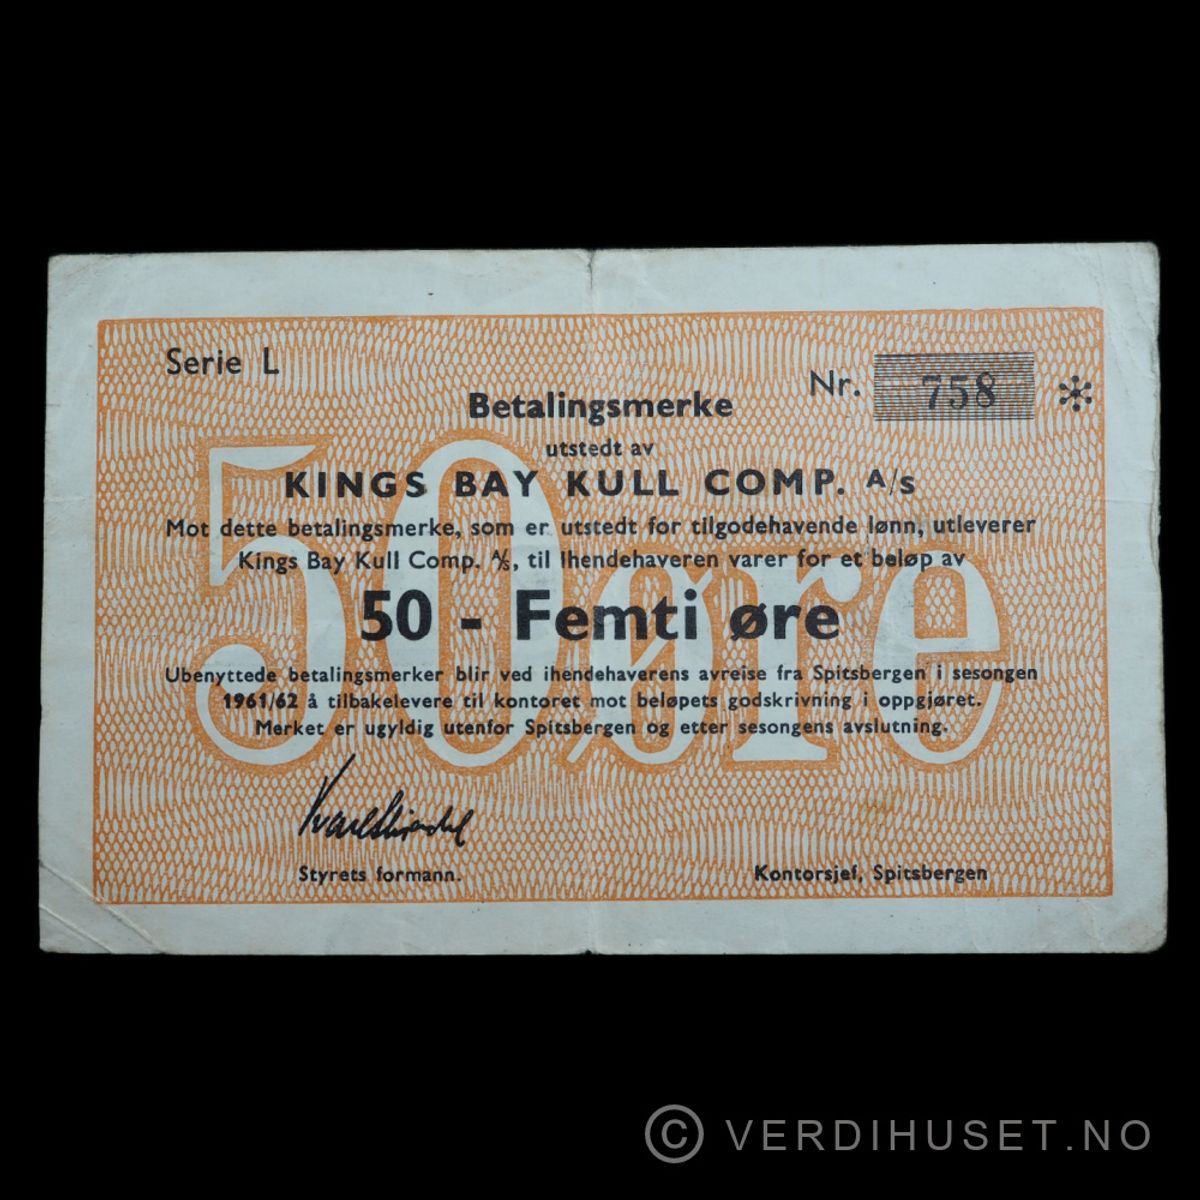 Serie L
Nr. 758 *
Betalingsmerke
utstedt av
KINGS BAY KULL COMP. A/s
Mot dette betalingsmerke, som er utstedt for tilgodehavende lønn, utleverer
Kings Bay Kull Comp. A/S, til Ihendehaveren varer for et beløp av
50 øre
50 - Femti øre
Ubenyttede betalingsmerker blir ved ihendehaverens avreise fra Spitsbergen i sesongen
1961/62 å tilbakelevere til kontoret mot beløpets godskrivning i oppgjøret.
Merket er ugyldig utenfor Spitsbergen og etter sesongens avslutning.
Styrets formann.
Kontorsjef, Spitsbergen
© VERDIHUSET.NO